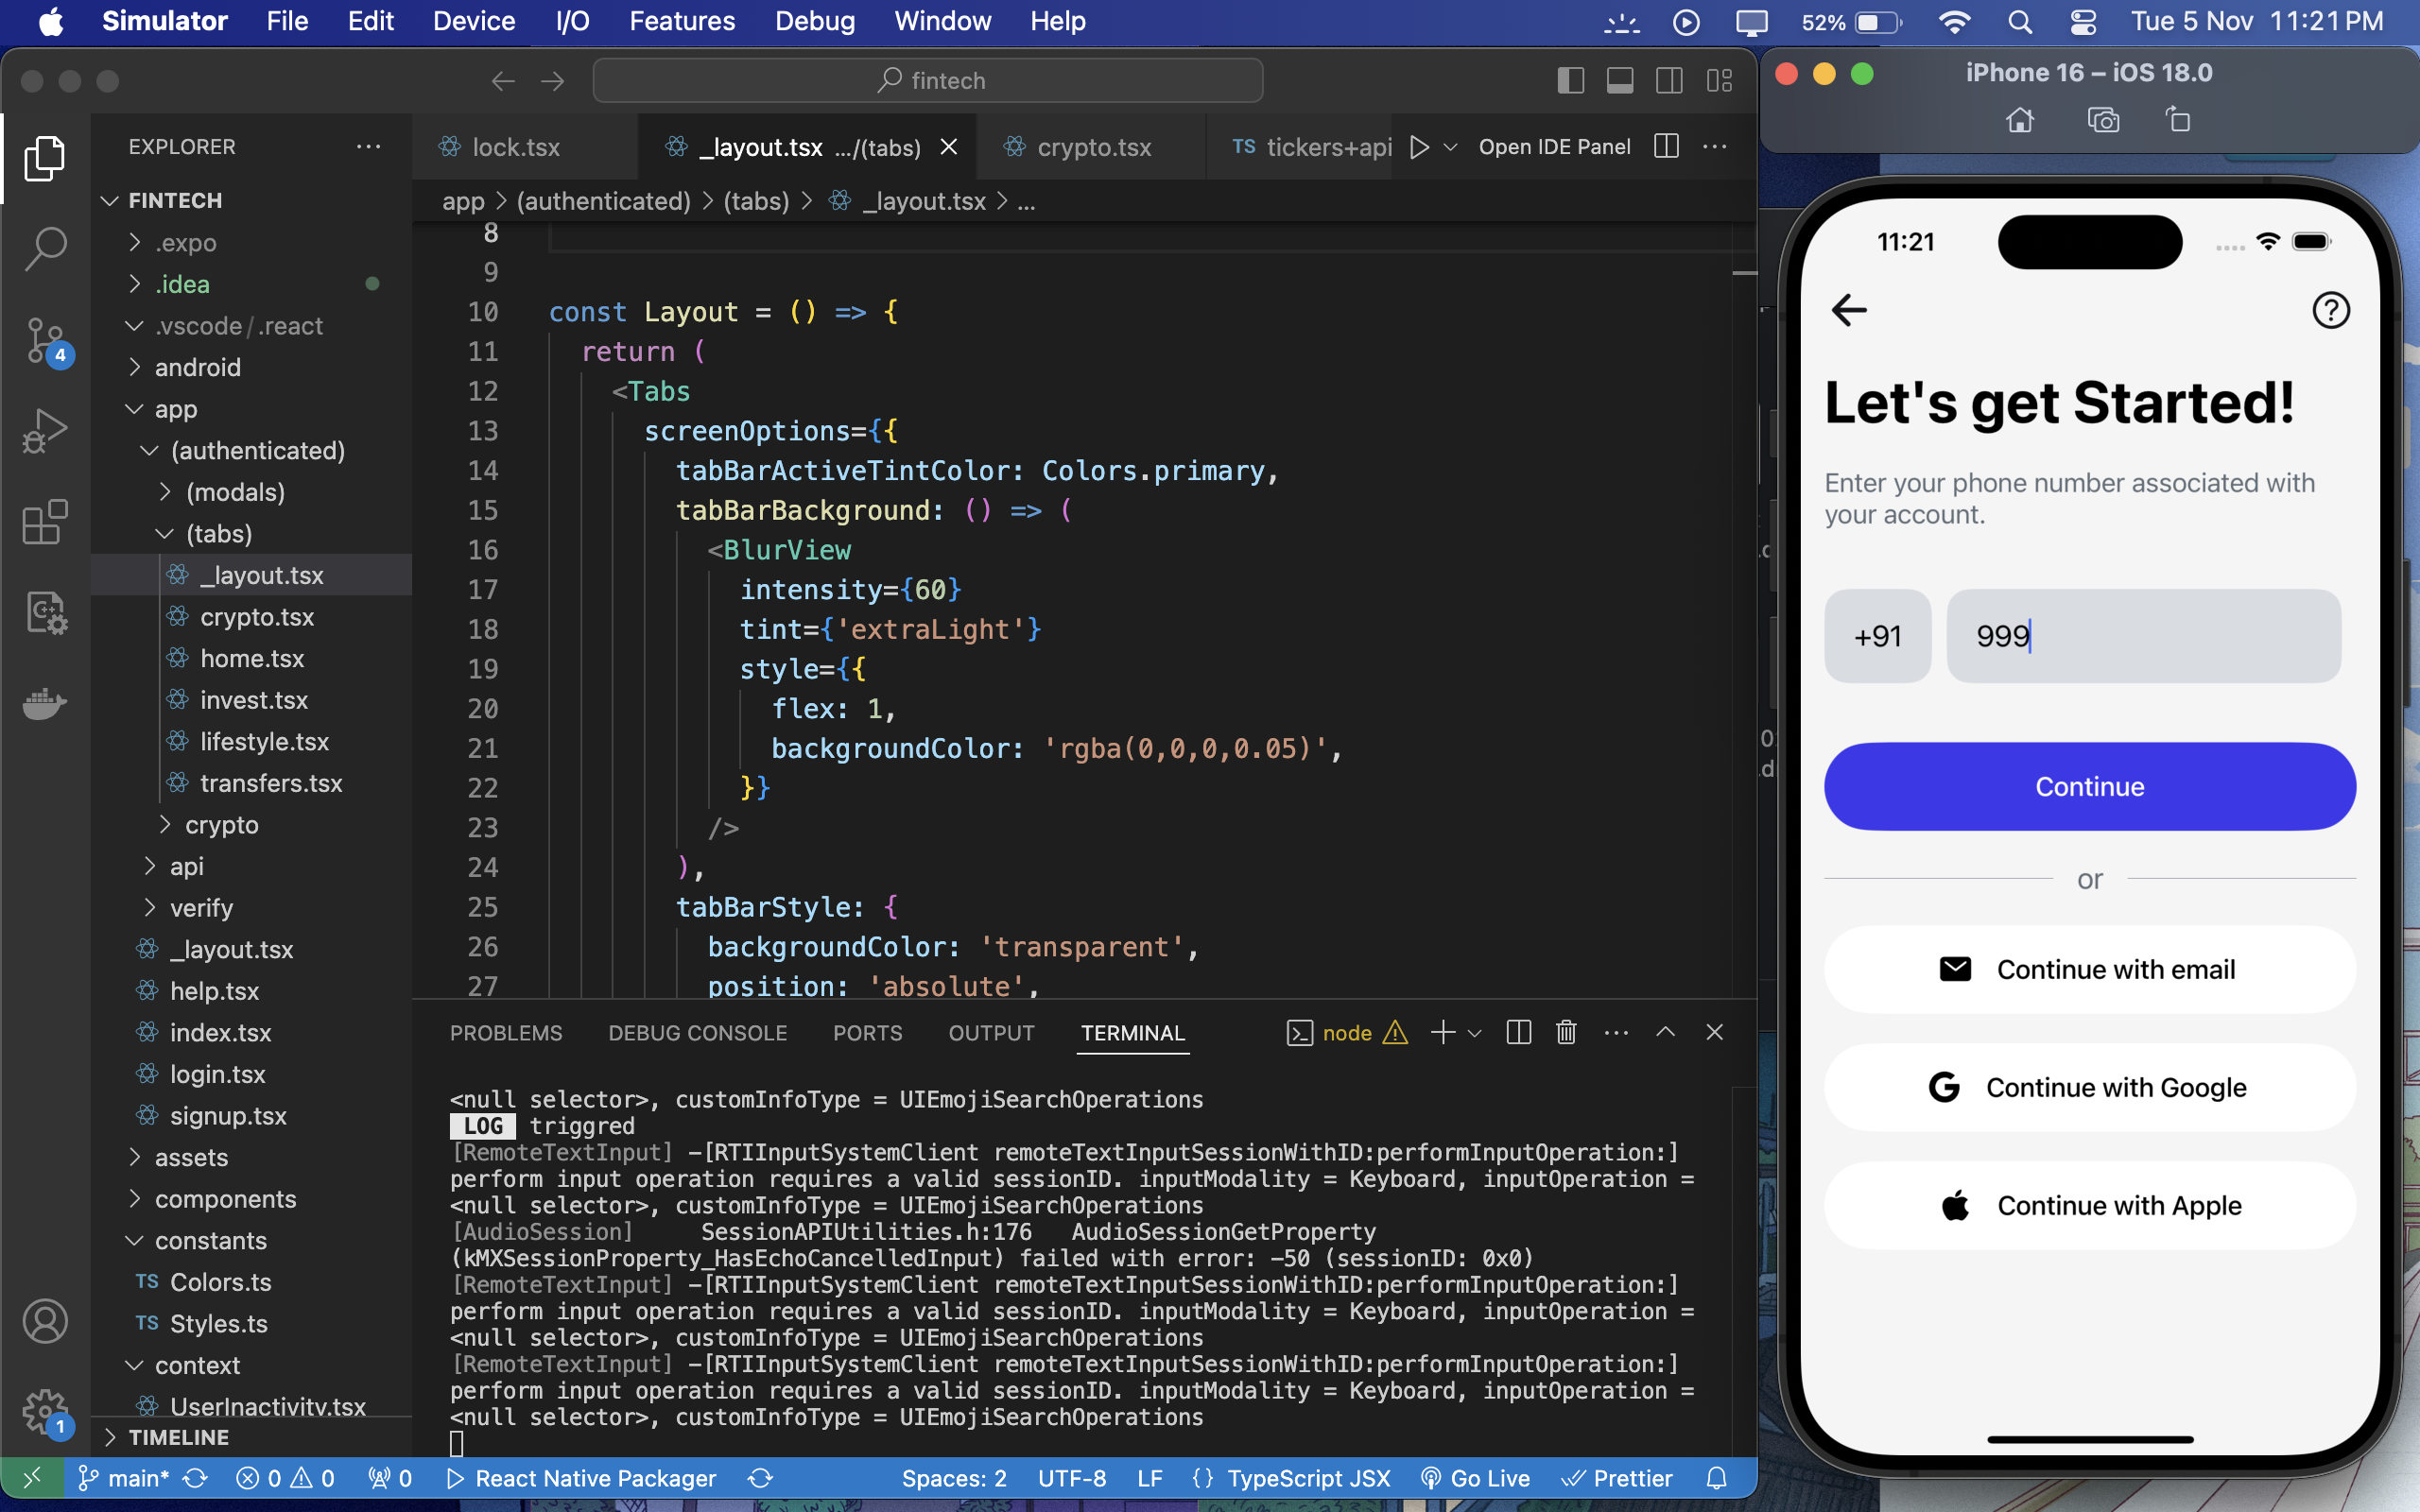 Simulator File Edit Device I/O Features Debug Window Help 52% Tue 5 Nov 11:21 PM
fintech
EXPLORER
FINTECH
.expo
.idea
.vscode/.react
android
app
(authenticated)
(modals)
(tabs)
_layout.tsx
crypto.tsx
home.tsx
invest.tsx
lifestyle.tsx
transfers.tsx
crypto
api
verify
_layout.tsx
help.tsx
index.tsx
login.tsx
signup.tsx
assets
components
constants
TS Colors.ts
TS Styles.ts
context
UserInactivity.tsx
TIMELINE
4
1
lock.tsx _layout.tsx .../(tabs) crypto.tsx TS tickers+api Open IDE Panel
app > (authenticated) > (tabs) > _layout.tsx > ...
8
9
10 const Layout = () => {
11 return (
12 <Tabs
13 screenOptions={{
14 tabBarActiveTintColor: Colors.primary,
15 tabBarBackground: () => (
16 <BlurView
17 intensity={60}
18 tint={'extraLight'}
19 style={{
20 flex: 1,
21 backgroundColor: 'rgba(0,0,0,0.05)',
22 }}
23 />
24 ),
25 tabBarStyle: {
26 backgroundColor: 'transparent',
27 position: 'absolute',
PROBLEMS DEBUG CONSOLE PORTS OUTPUT TERMINAL node
<null selector>, customInfoType = UIEmojiSearchOperations
LOG triggred
[RemoteTextInput] -[RTIInputSystemClient remoteTextInputSessionWithID:performInputOperation:]
perform input operation requires a valid sessionID. inputModality = Keyboard, inputOperation =
<null selector>, customInfoType = UIEmojiSearchOperations
[AudioSession] SessionAPIUtilities.h:176 AudioSessionGetProperty
(kMXSessionProperty_HasEchoCancelledInput) failed with error: -50 (sessionID: 0x0)
[RemoteTextInput] -[RTIInputSystemClient remoteTextInputSessionWithID:performInputOperation:]
perform input operation requires a valid sessionID. inputModality = Keyboard, inputOperation =
<null selector>, customInfoType = UIEmojiSearchOperations
[RemoteTextInput] -[RTIInputSystemClient remoteTextInputSessionWithID:performInputOperation:]
perform input operation requires a valid sessionID. inputModality = Keyboard, inputOperation =
<null selector>, customInfoType = UIEmojiSearchOperations
main* 0 0 0 React Native Packager Spaces: 2 UTF-8 LF {} TypeScript JSX Go Live Prettier
iPhone 16 – iOS 18.0
11:21
Let's get Started!
Enter your phone number associated with
your account.
+91 999
Continue
or
Continue with email
Continue with Google
Continue with Apple